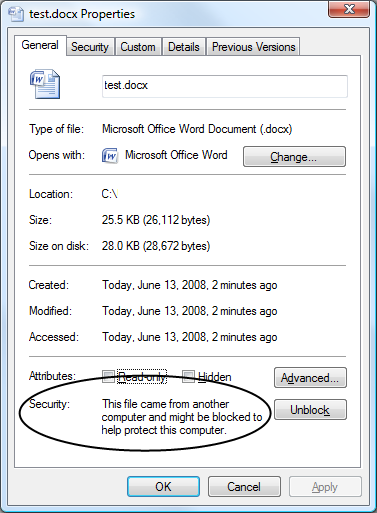 test.docx Properties
General Security Custom Details Previous Versions
test.docx
Type of file: Microsoft Office Word Document (.docx)
Opens with: Microsoft Office Word Change...
Location: C:\
Size: 25.5 KB (26,112 bytes)
Size on disk: 28.0 KB (28,672 bytes)
Created: Today, June 13, 2008, 2 minutes ago
Modified: Today, June 13, 2008, 2 minutes ago
Accessed: Today, June 13, 2008, 2 minutes ago
Attributes: Read-only Hidden Advanced...
Security: This file came from another
computer and might be blocked to
help protect this computer.
Unblock
OK Cancel Apply